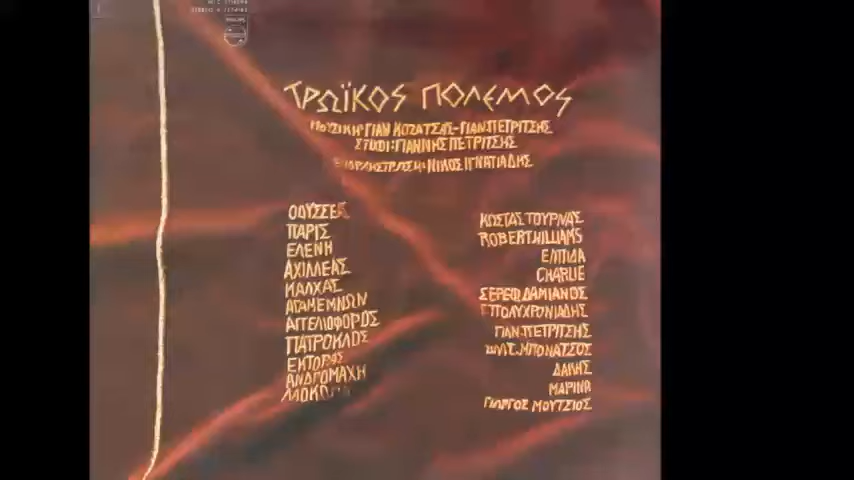 ΤΡΩΪΚΟΣ ΠΟΛΕΜΟΣ
ΜΟΥΣΙΚΗ:ΓΙΑΝ ΚΟΖΑΤΣΑΣ-ΓΙΑΝ.ΠΕΤΡΙΤΣΗΣ
ΣΤΙΧΟΙ:ΓΙΑΝΝΗΣ ΠΕΤΡΙΤΣΗΣ
ΝΙΚΟΣ ΙΓΝΑΤΙΑΔΗΣ
ΟΔΥΣΣΕΑΣ ΚΩΣΤΑΣ ΤΟΥΡΝΑΣ
ΠΑΡΙΣ ROBERT.WILLIAMS
ΕΛΕΝΗ ΕΛΠΙΔΑ
ΑΧΙΛΛΕΑΣ CHARLIE
ΚΑΛΧΑΣ ΣΕΡΕΦ.ΔΑΜΙΑΝΟΣ
ΑΓΑΜΕΜΝΩΝ Γ.ΠΟΛΥΧΡΟΝΙΑΔΗΣ
ΑΓΓΕΛΙΟΦΟΡΟΣ ΓΙΑΝ.ΠΕΤΡΙΤΣΗΣ
ΠΑΤΡΟΚΛΟΣ ΜΠΟΝΑΤΣΟΣ
ΕΚΤΟΡΑΣ ΔΑΚΗΣ
ΑΝΔΡΟΜΑΧΗ ΜΑΡΙΝΑ
ΓΙΩΡΓΟΣ ΜΟΥΤΣΙΟΣ